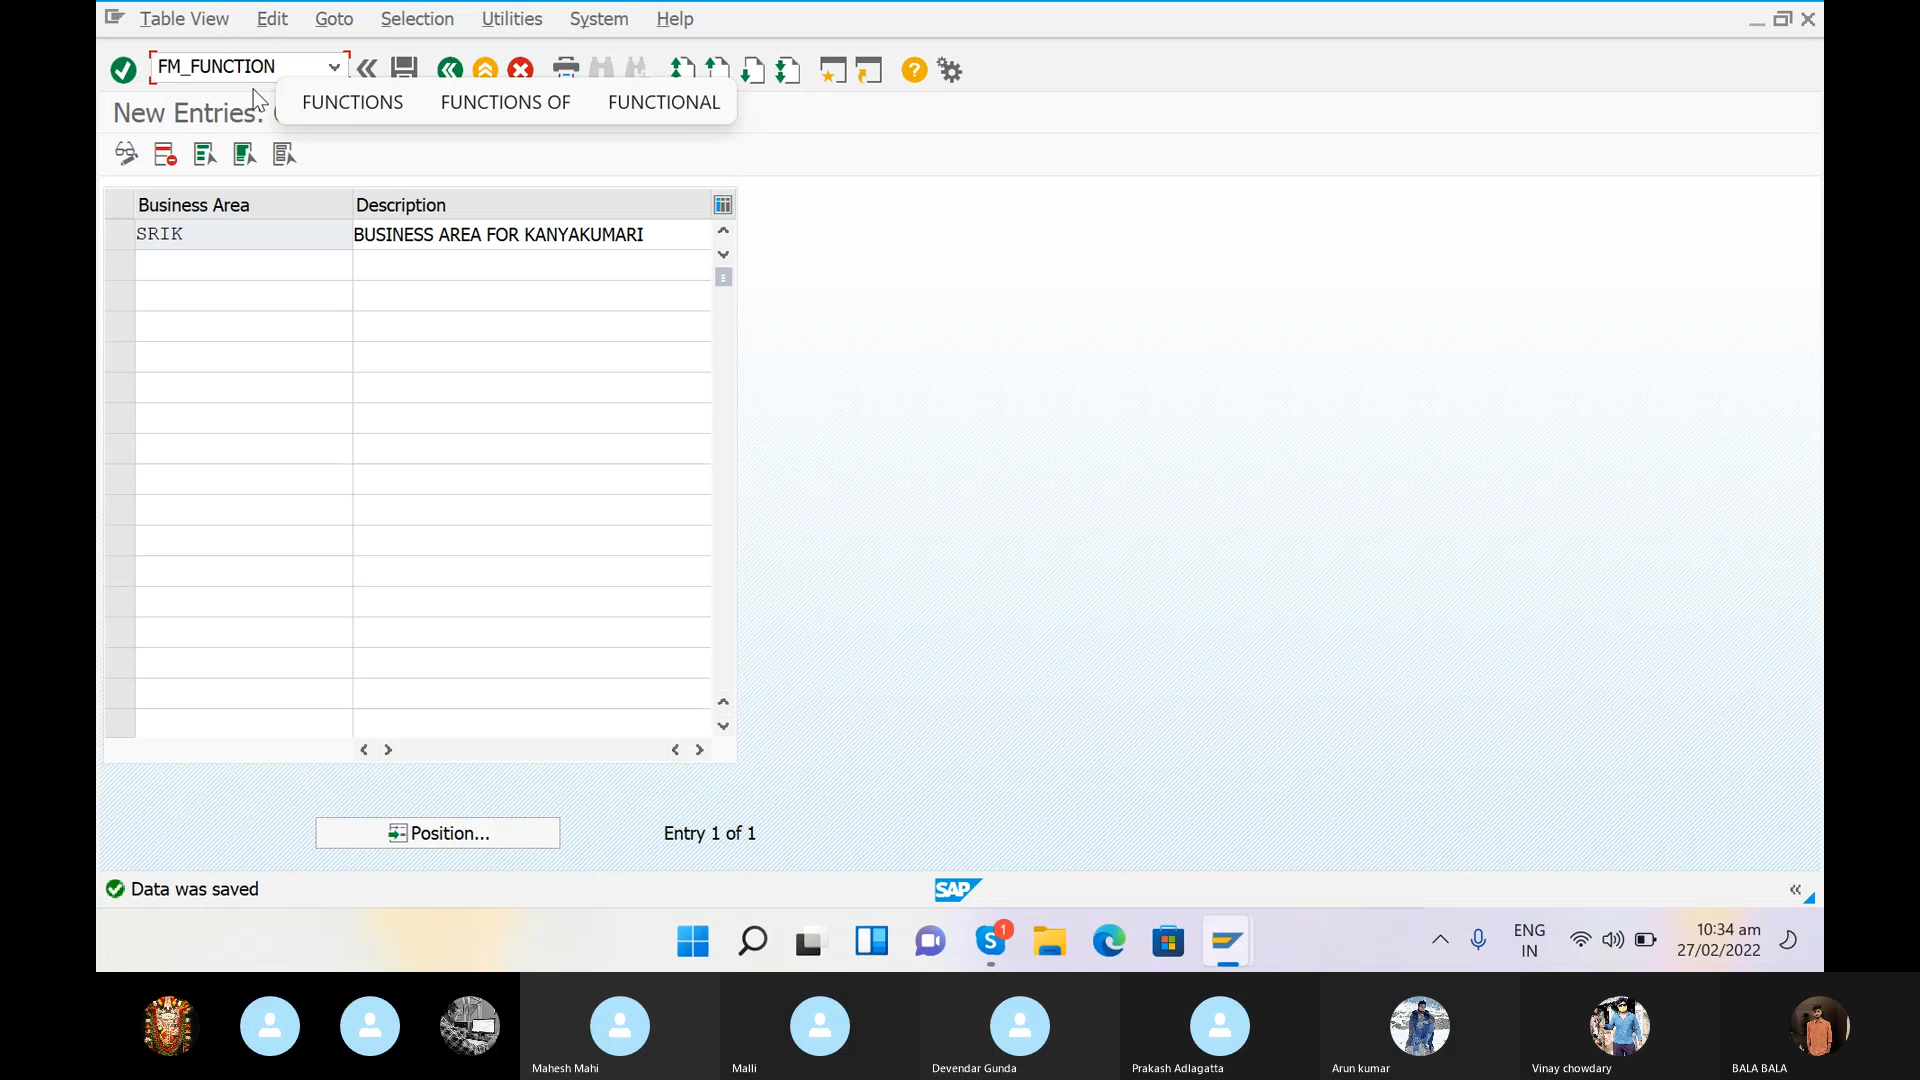 Table View Edit Goto Selection Utilities System Help
FM_FUNCTION
FUNCTIONS FUNCTIONS OF FUNCTIONAL
New Entries:
Business Area Description
SRIK BUSINESS AREA FOR KANYAKUMARI
Position... Entry 1 of 1
Data was saved
SAP
1
ENG
IN
10:34 am
27/02/2022
Mahesh Mahi Malli Devendar Gunda Prakash Adlagatta Arun kumar Vinay chowdary BALA BALA